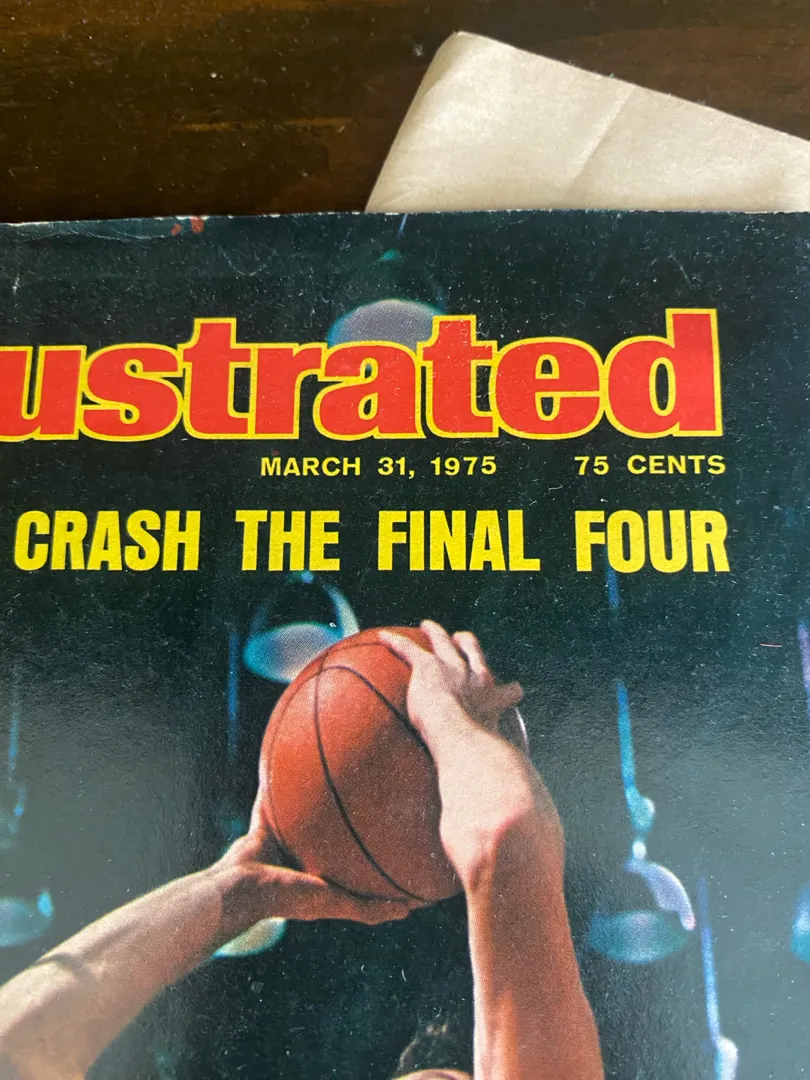 ustrated
MARCH 31, 1975 75 CENTS
CRASH THE FINAL FOUR